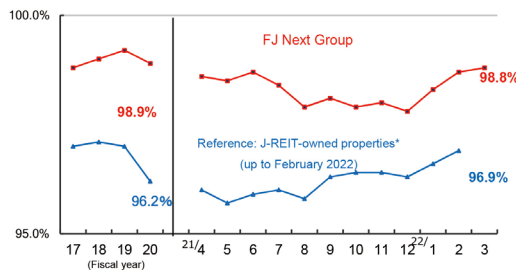 100.0%
FJ Next Group
98.8%
98.9%
Reference: J-REIT-owned properties*
(up to February 2022)
96.2%
96.9%
95.0%
17 18 19 20 21/4 5 6 7 8 9 10 11 12 22/1 2 3
(Fiscal year)